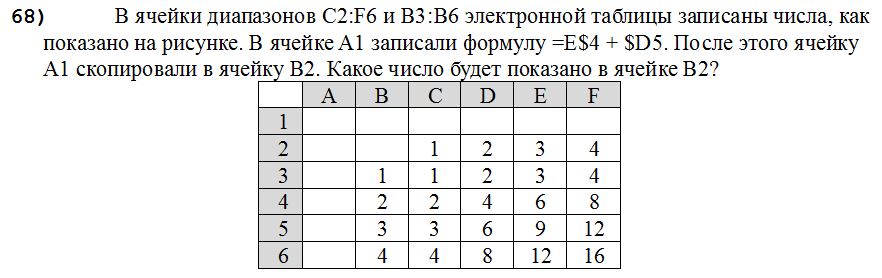 68) В ячейки диапазонов C2:F6 и B3:B6 электронной таблицы записаны числа, как
показано на рисунке. В ячейке A1 записали формулу =E$4 + $D5. После этого ячейку
A1 скопировали в ячейку B2. Какое число будет показано в ячейке B2?
A B C D E F
1
2 1 2 3 4
3 1 1 2 3 4
4 2 2 4 6 8
5 3 3 6 9 12
6 4 4 8 12 16